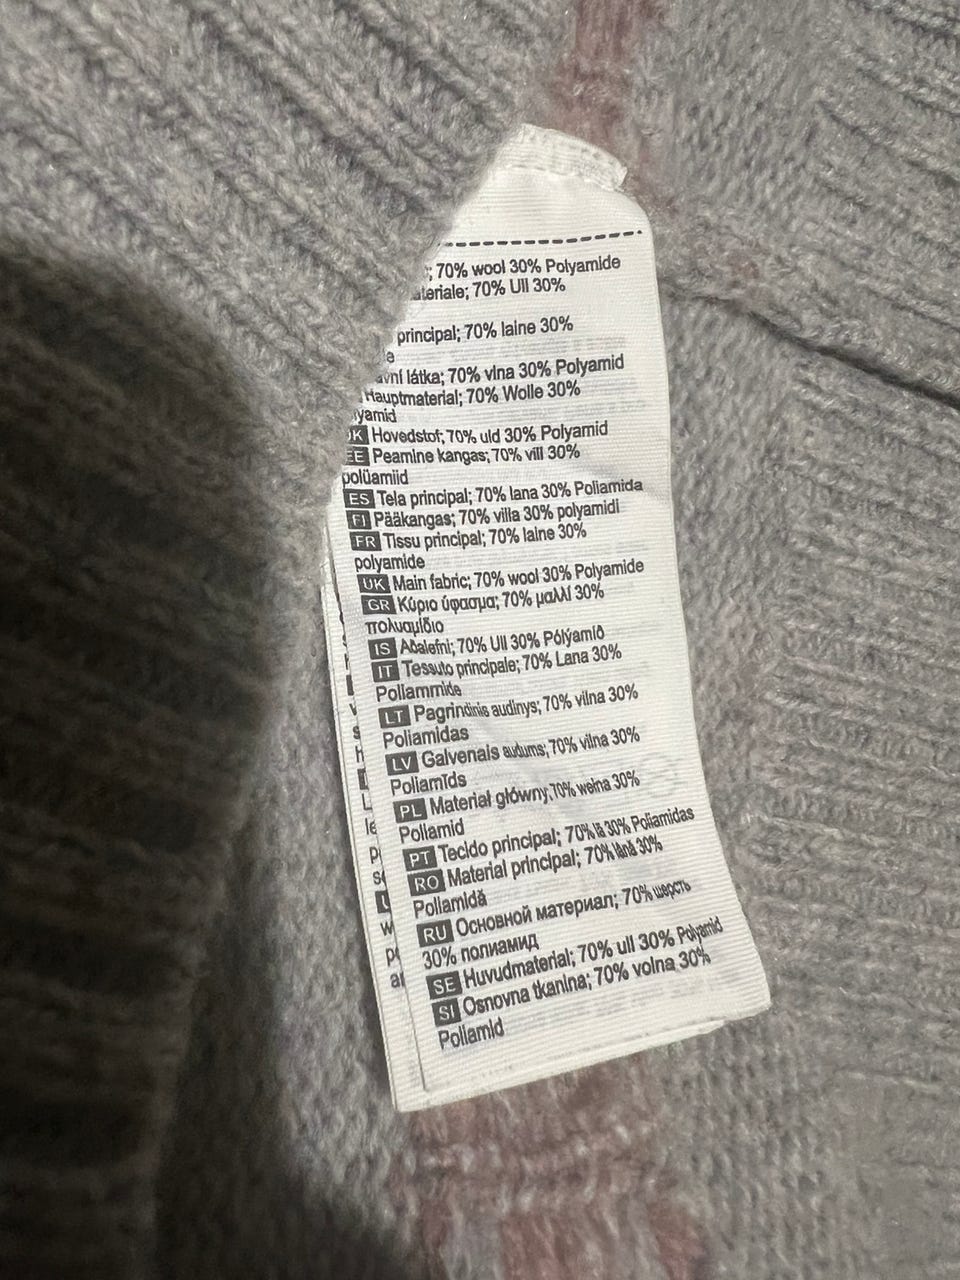 70% wool 30% Polyamide
ateriale; 70% Ull 30%
principal; 70% laine 30%
e
avní látka; 70% vlna 30% Polyamid
Hauptmaterial; 70% Wolle 30%
lyamid
DK Hovedstof; 70% uld 30% Polyamid
EE Peamine kangas; 70% vill 30%
polüamiid
ES Tela principal; 70% lana 30% Poliamida
FI Pääkangas; 70% villa 30% polyamidi
FR Tissu principal; 70% laine 30%
polyamide
UK Main fabric; 70% wool 30% Polyamide
GR Κύριο ύφασμα; 70% μαλλί 30%
πολυαμίδιο
IS Aðalefni; 70% Ull 30% Pólýamíð
IT Tessuto principale; 70% Lana 30%
Poliammide
LT Pagrindinis audinys; 70% vilna 30%
Poliamidas
LV Galvenais audums; 70% vilna 30%
Poliamīds
PL Materiał główny; 70% wełna 30%
Poliamid
PT Tecido principal; 70% lã 30% Poliamidas
RO Material principal; 70% lână 30%
Poliamidă
RU Основной материал; 70% шерсть
30% полиамид
SE Huvudmaterial; 70% ull 30% Polyamid
SI Osnovna tkanina; 70% volna 30%
Poliamid